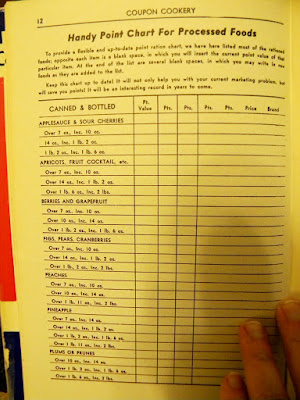 12 COUPON COOKERY
Handy Point Chart For Processed Foods
To provide a flexible and up-to-date point ration chart, we have here listed most of the rationed
foods; opposite each item is a blank space, in which you will insert the current point value of that
particular item. At the end of the list are several blank spaces, in which you may write in new
foods as they are added to the list.
Keep this chart up to date! It will not only help you with your current marketing problem, but
will save you points! It will be an interesting record in years to come.
CANNED & BOTTLED Pt. Value Pts. Pts. Pts. Pts. Price Brand
APPLESAUCE & SOUR CHERRIES
Over 7 oz., inc. 10 oz.
14 oz., inc. 1 lb. 2 oz.
1 lb. 2 oz., inc. 1 lb. 6 oz.
APRICOTS, FRUIT COCKTAIL, etc.
Over 7 oz., inc. 10 oz.
Over 14 oz., inc. 1 lb. 2 oz.
Over 1 lb. 6 oz., inc. 2 lbs.
BERRIES AND GRAPEFRUIT
Over 7 oz., inc. 10 oz.
Over 10 oz., inc. 14 oz.
Over 1 lb. 2 oz., inc. 1 lb. 6 oz.
FIGS, PEARS, CRANBERRIES
Over 7 oz., inc. 10 oz.
Over 14 oz., inc. 1 lb. 2 oz.
Over 1 lb. 2 oz., inc. 2 lbs.
PEACHES
Over 7 oz., inc. 10 oz.
Over 10 oz., inc. 14 oz.
Over 1 lb. 11 oz., inc. 2 lbs.
PINEAPPLE
Over 7 oz., inc. 14 oz.
Over 14 oz., inc. 1 lb. 2 oz.
Over 1 lb. 2 oz., inc. 1 lb. 6 oz.
Over 1 lb. 11 oz., inc. 2 lbs.
PLUMS OR PRUNES
Over 10 oz., inc. 14 oz.
Over 1 lb. 2 oz., inc. 1 lb. 6 oz.
Over 1 lb. 6 oz., inc. 2 lbs.